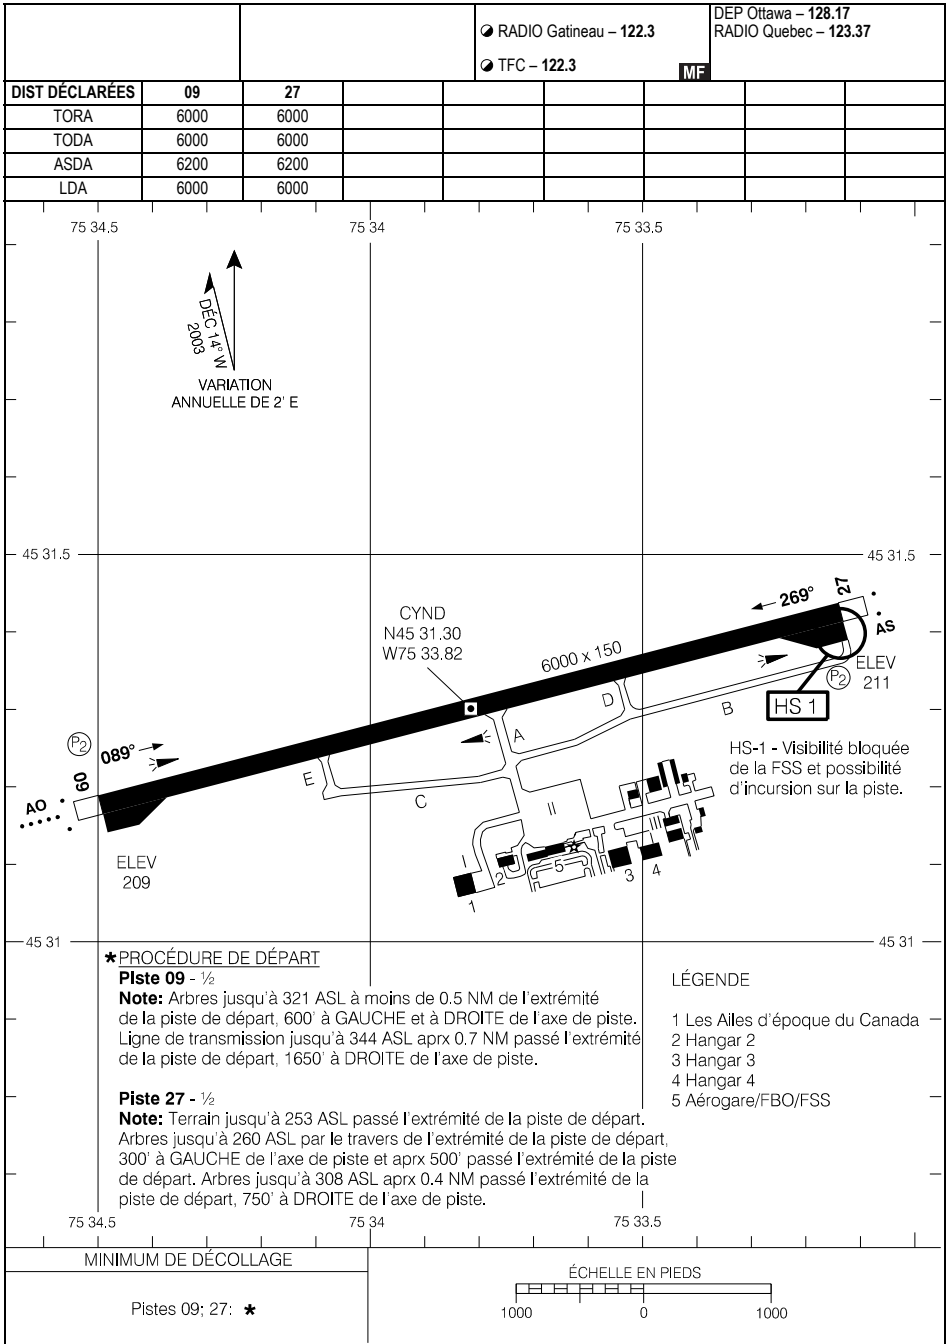 RADIO Gatineau – 122.3
TFC – 122.3
MF
DEP Ottawa – 128.17
RADIO Quebec – 123.37
DIST DÉCLARÉES 09 27
TORA 6000 6000
TODA 6000 6000
ASDA 6200 6200
LDA 6000 6000
75 34.5 75 34 75 33.5
DÉC 14° W
2003
VARIATION
ANNUELLE DE 2' E
45 31.5 45 31.5
CYND
N45 31.30
W75 33.82
6000 x 150
269°
27
AS
P2
ELEV
211
HS 1
HS-1 - Visibilité bloquée
de la FSS et possibilité
d'incursion sur la piste.
P2
089°
09
AO
ELEV
209
A
B
C
D
E
I
II
III
1
2
3
4
5
45 31 45 31
*PROCÉDURE DE DÉPART
Piste 09 - ½
Note: Arbres jusqu'à 321 ASL à moins de 0.5 NM de l'extrémité
de la piste de départ, 600' à GAUCHE et à DROITE de l'axe de piste.
Ligne de transmission jusqu'à 344 ASL aprx 0.7 NM passé l'extrémité
de la piste de départ, 1650' à DROITE de l'axe de piste.
Piste 27 - ½
Note: Terrain jusqu'à 253 ASL passé l'extrémité de la piste de départ.
Arbres jusqu'à 260 ASL par le travers de l'extrémité de la piste de départ,
300' à GAUCHE de l'axe de piste et aprx 500' passé l'extrémité de la piste
de départ. Arbres jusqu'à 308 ASL aprx 0.4 NM passé l'extrémité de la
piste de départ, 750' à DROITE de l'axe de piste.
LÉGENDE
1 Les Ailes d'époque du Canada
2 Hangar 2
3 Hangar 3
4 Hangar 4
5 Aérogare/FBO/FSS
75 34.5 75 34 75 33.5
MINIMUM DE DÉCOLLAGE
Pistes 09; 27: *
ÉCHELLE EN PIEDS
1000 0 1000